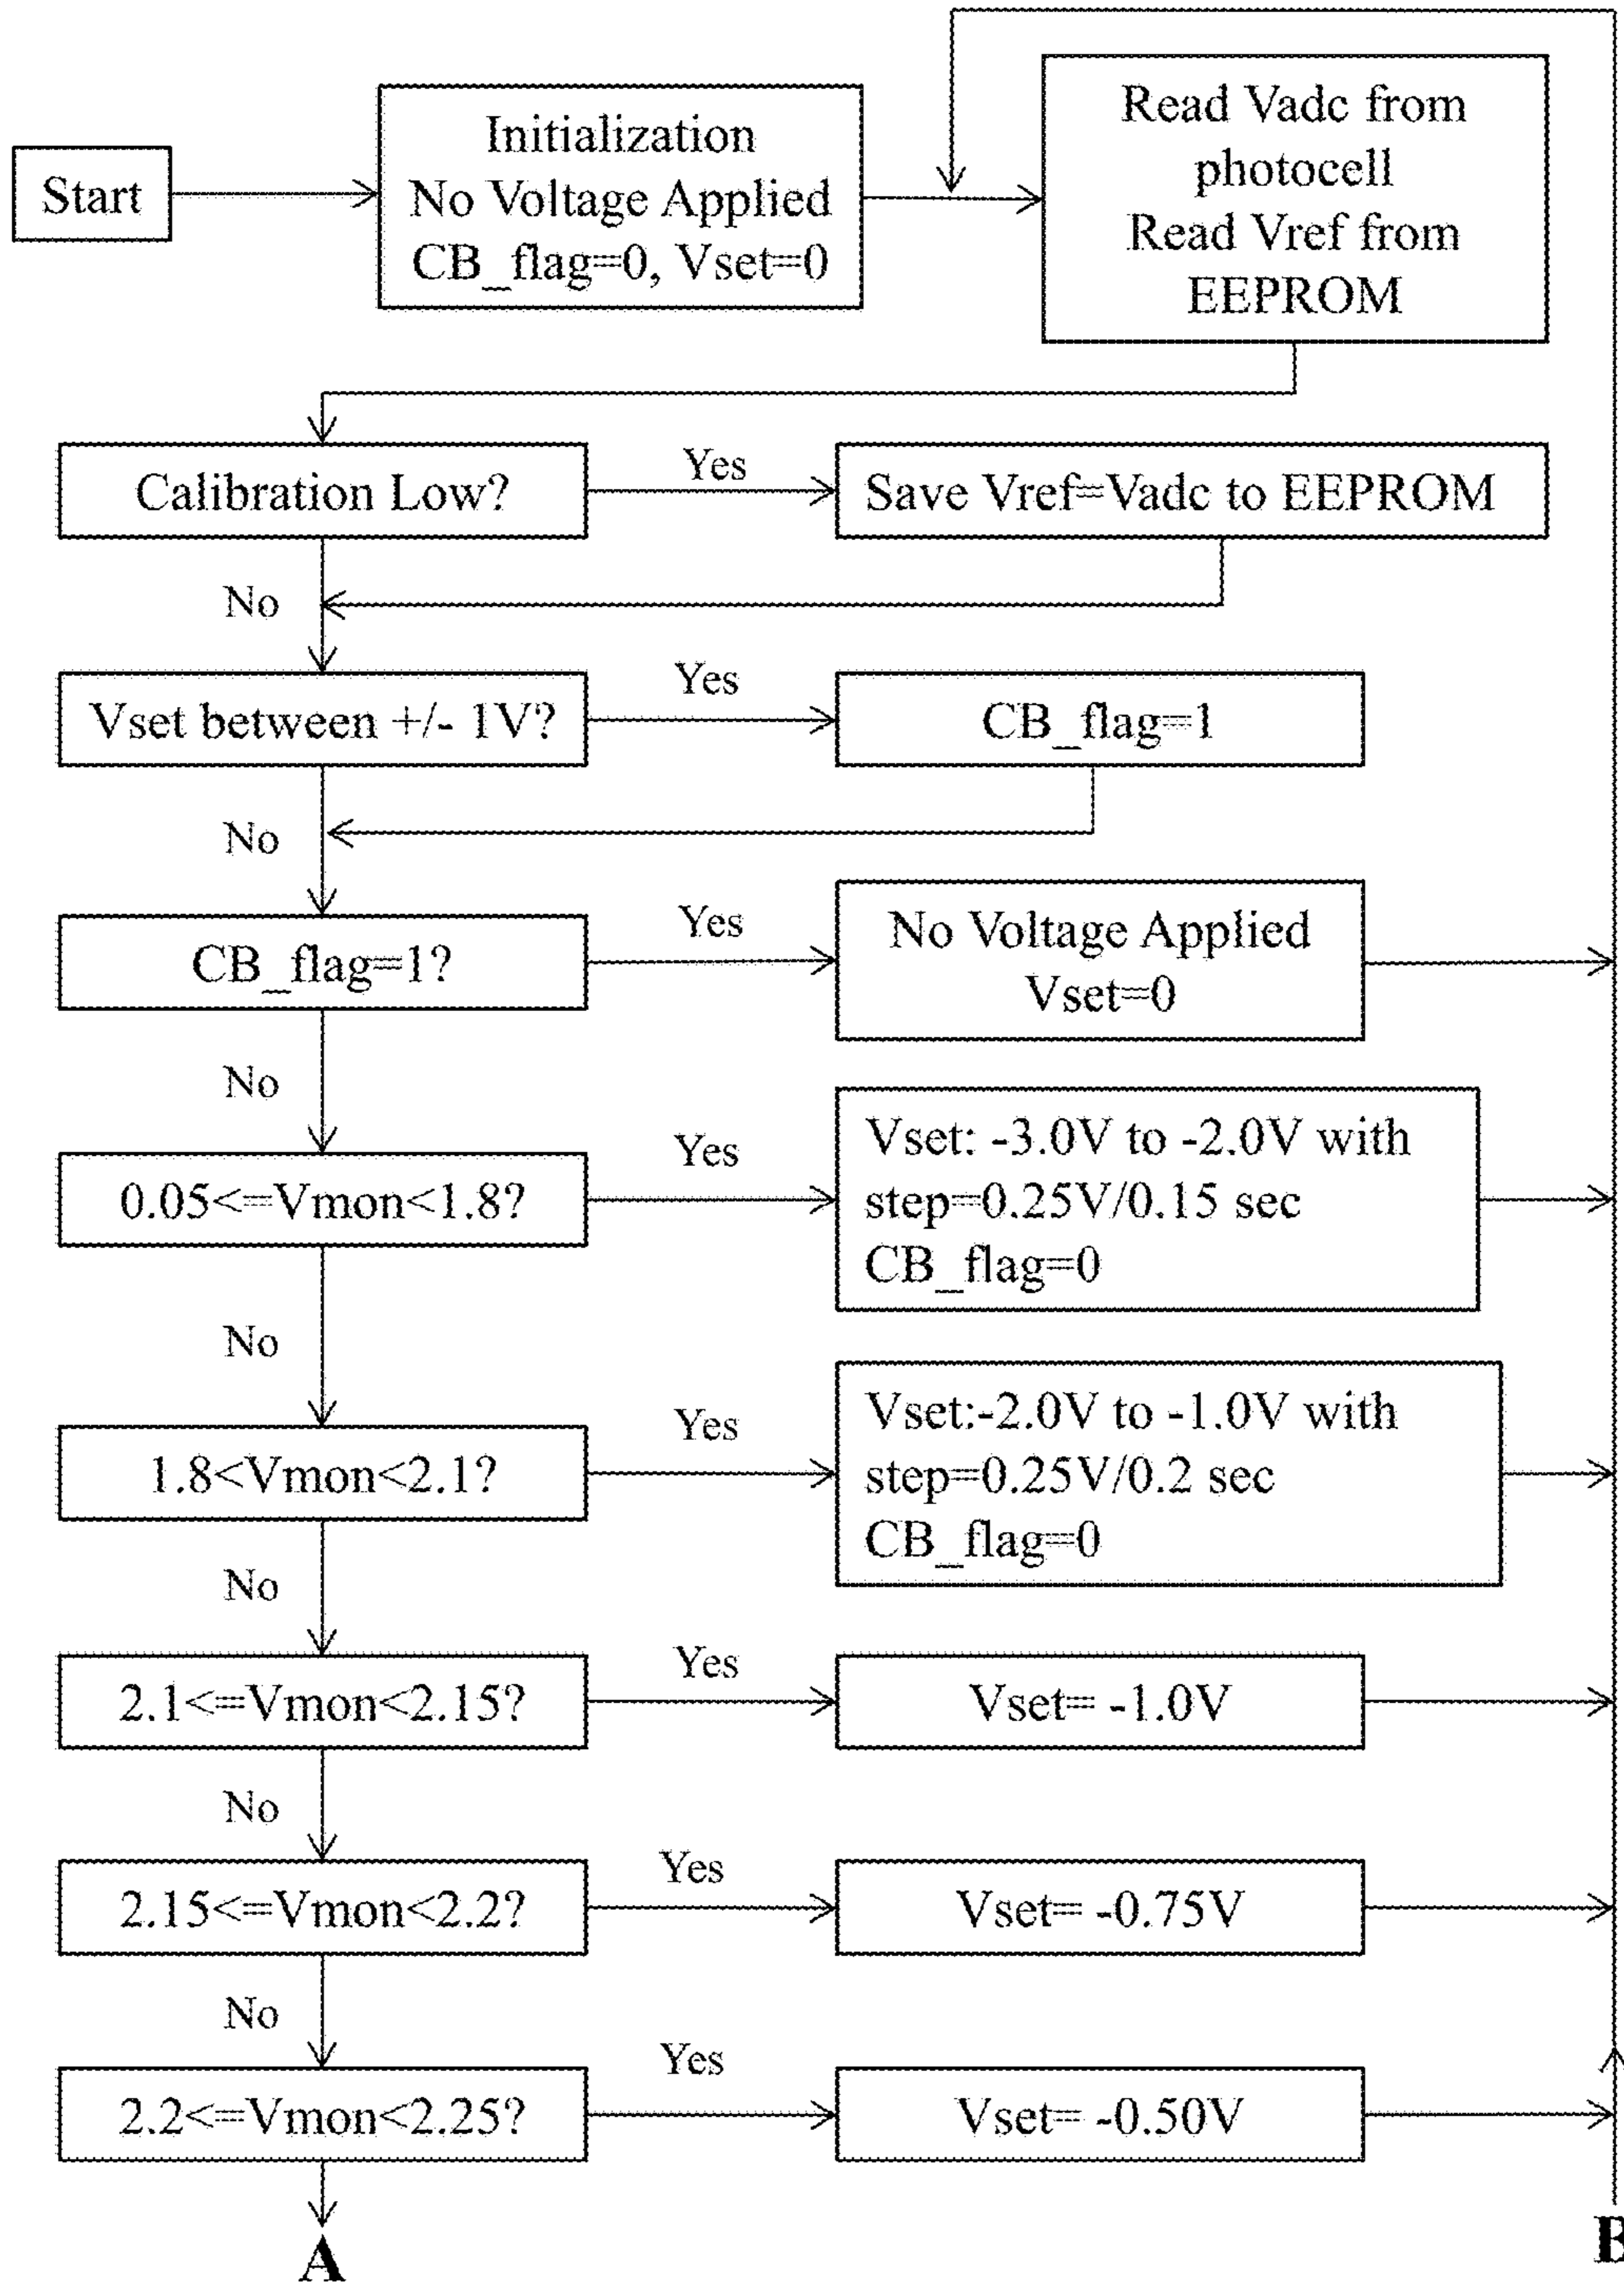 Start
Initialization
No Voltage Applied
CB_flag=0, Vset=0
Read Vadc from
photocell
Read Vref from
EEPROM
Calibration Low?
Yes
Save Vref=Vadc to EEPROM
No
Vset between +/- 1V?
Yes
CB_flag=1
No
CB_flag=1?
Yes
No Voltage Applied
Vset=0
No
0.05<=Vmon<1.8?
Yes
Vset: -3.0V to -2.0V with
step=0.25V/0.15 sec
CB_flag=0
No
1.8<Vmon<2.1?
Yes
Vset:-2.0V to -1.0V with
step=0.25V/0.2 sec
CB_flag=0
No
2.1<=Vmon<2.15?
Yes
Vset= -1.0V
No
2.15<=Vmon<2.2?
Yes
Vset= -0.75V
No
2.2<=Vmon<2.25?
Yes
Vset= -0.50V
A
B